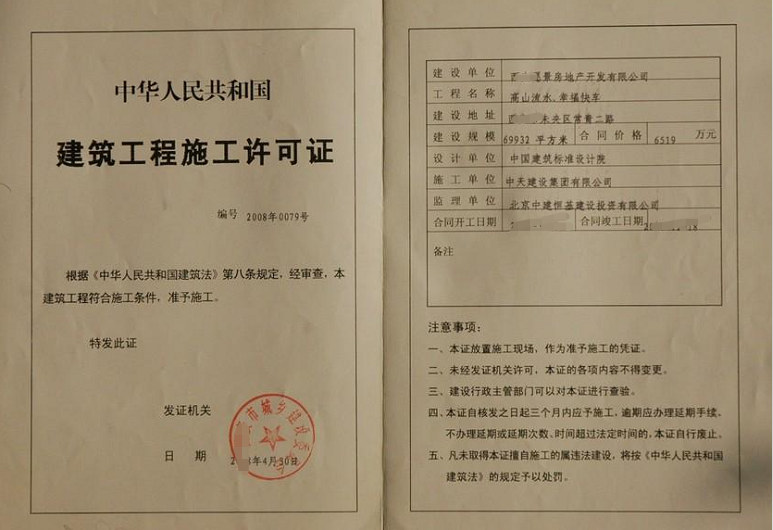 中华人民共和国
建筑工程施工许可证
编号 2008年0079号
根据《中华人民共和国建筑法》第八条规定，经审查，本
建筑工程符合施工条件，准予施工。
特发此证
发证机关
市城乡建设委员会
日 期 年4月30日
建设单位 景房地产开发有限公司
工程名称 高山流水、幸福快车
建设地址 未央区常青二路
建设规模 69932 平方米 合同价格 6519 万元
设计单位 中国建筑标准设计院
施工单位 中天建设集团有限公司
监理单位 北京中建恒基建设投资有限公司
合同开工日期 合同竣工日期
备注
注意事项：
一、本证放置施工现场，作为准予施工的凭证。
二、未经发证机关许可，本证的各项内容不得变更。
三、建设行政主管部门可以对本证进行查验。
四、本证自核发之日起三个月内应予施工，逾期应办理延期手续，
不办理延期或延期次数、时间超过法定时间的，本证自行废止。
五、凡未取得本证擅自施工的属违法建设，将按《中华人民共和国
建筑法》的规定予以处罚。